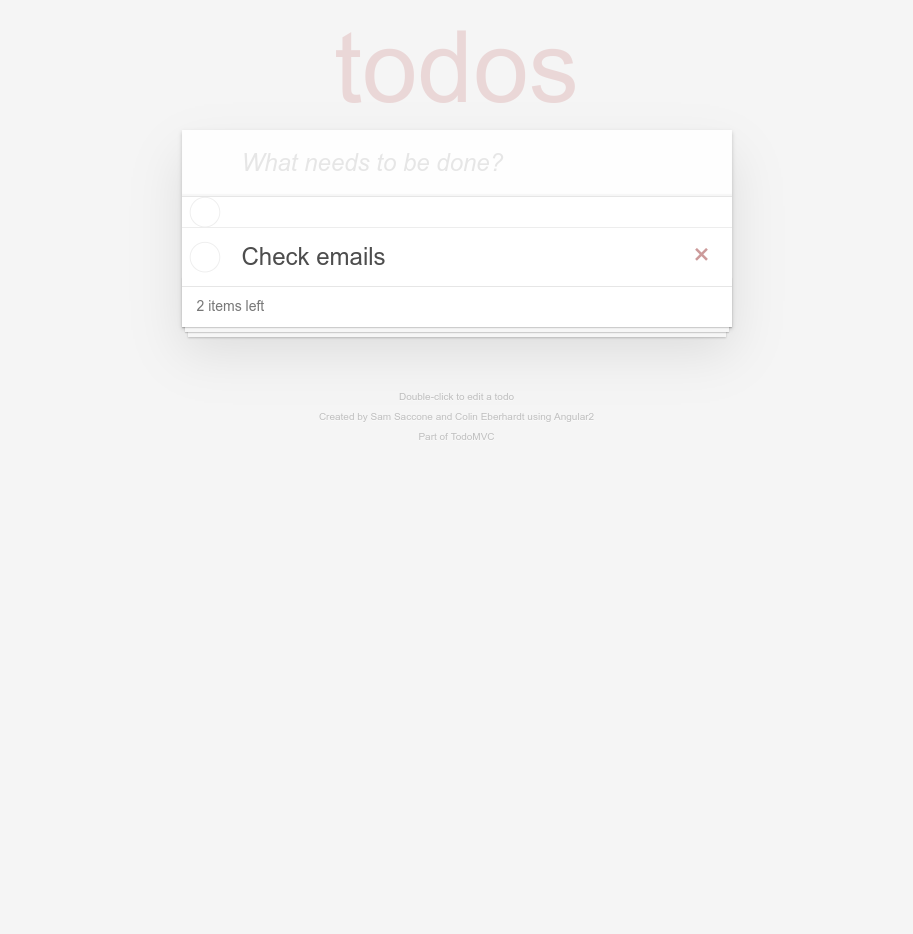 todos
What needs to be done?
Check emails
×
2 items left
Double-click to edit a todo
Created by Sam Saccone and Colin Eberhardt using Angular2
Part of TodoMVC